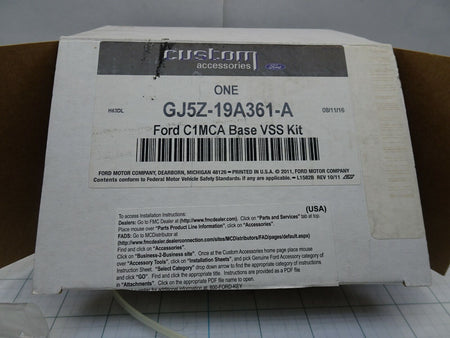 custom
accessories
Ford
ONE
H43DL
GJ5Z-19A361-A
08/11/16
Ford C1MCA Base VSS Kit
FORD MOTOR COMPANY, DEARBORN, MICHIGAN 48126 – PRINTED IN U.S.A. © 2011, FORD MOTOR COMPANY
Contents conform to Federal Motor Vehicle Safety Standards. if any are applicable. – L1582B REV 10/11
(USA)
To access Installation Instructions:
Dealers: Go to FMC Dealer at (http://www.fmcdealer.com). Click on "Parts and Services" tab at top.
Place mouse over "Parts Product Line Information". Click on "Accessories".
FADS: Go to MCDistributor at
(http://www.fmcdealer.dealerconnection.com/sites/MCDistributors/FAD/pages/default.aspx)
Find and Click on "Accessories".
Click on "Business-2-Business site". Once at the Custom Accessories home page place mouse
over "Accessory Tools", Click on "Installation Sheets", and pick Genuine Ford Accessory category of
Instruction Sheet. "Select Category" drop down arrow to find the category of instructions
and click "GO". Find and Click on the appropriate instructions. Instructions are provided as a PDF file
in "Attachments". Click on the appropriate PDF file to open.
800-FORD-KEY